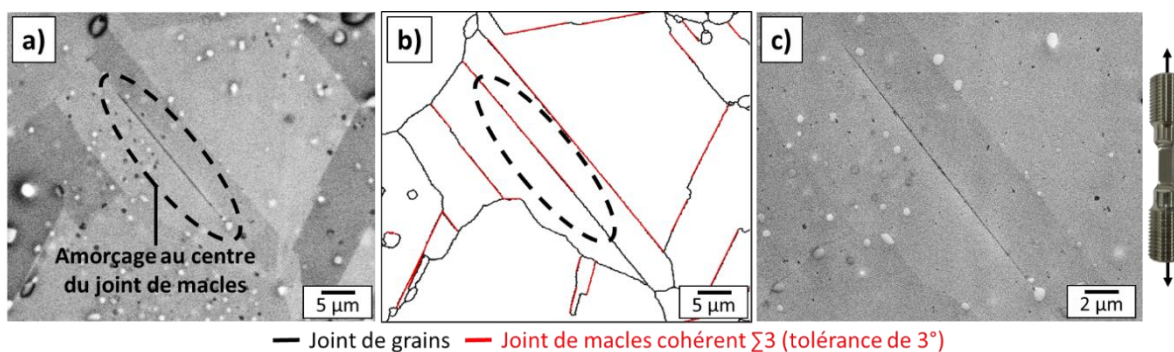 a)
b)
c)
Amorçage au centre
du joint de macles
5 µm
5 µm
2 µm
Joint de grains
Joint de macles cohérent ∑3 (tolérance de 3°)